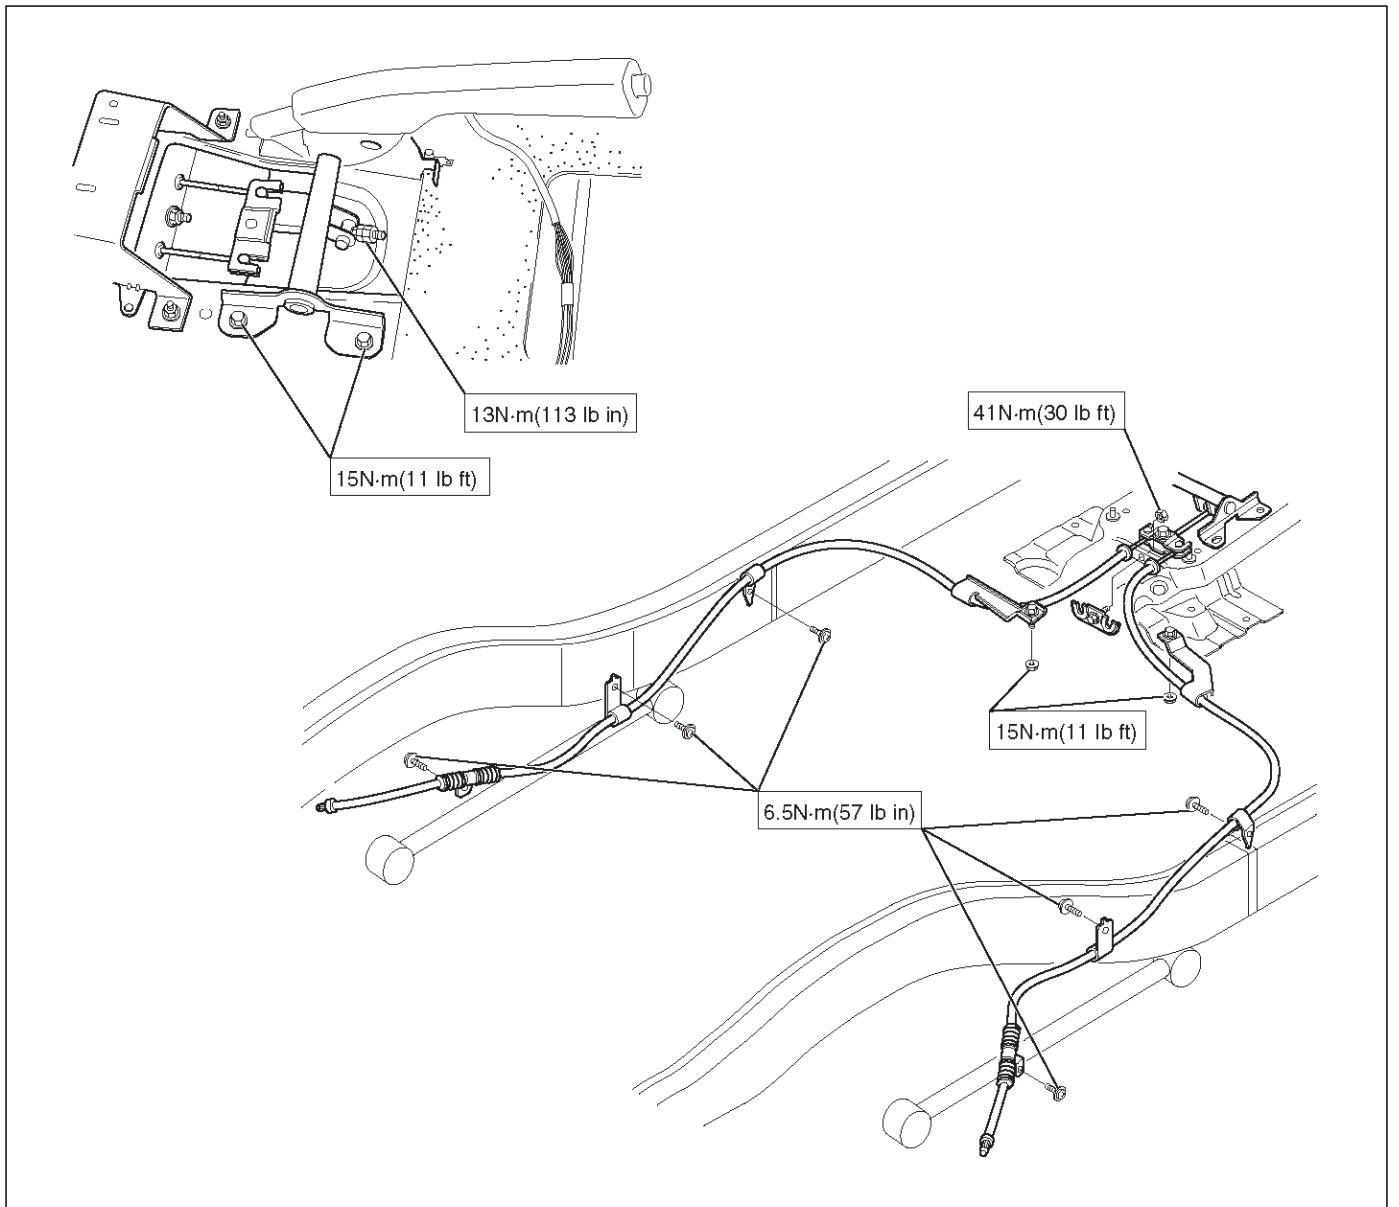 13N·m(113 lb in)
15N·m(11 lb ft)
41N·m(30 lb ft)
15N·m(11 lb ft)
6.5N·m(57 lb in)